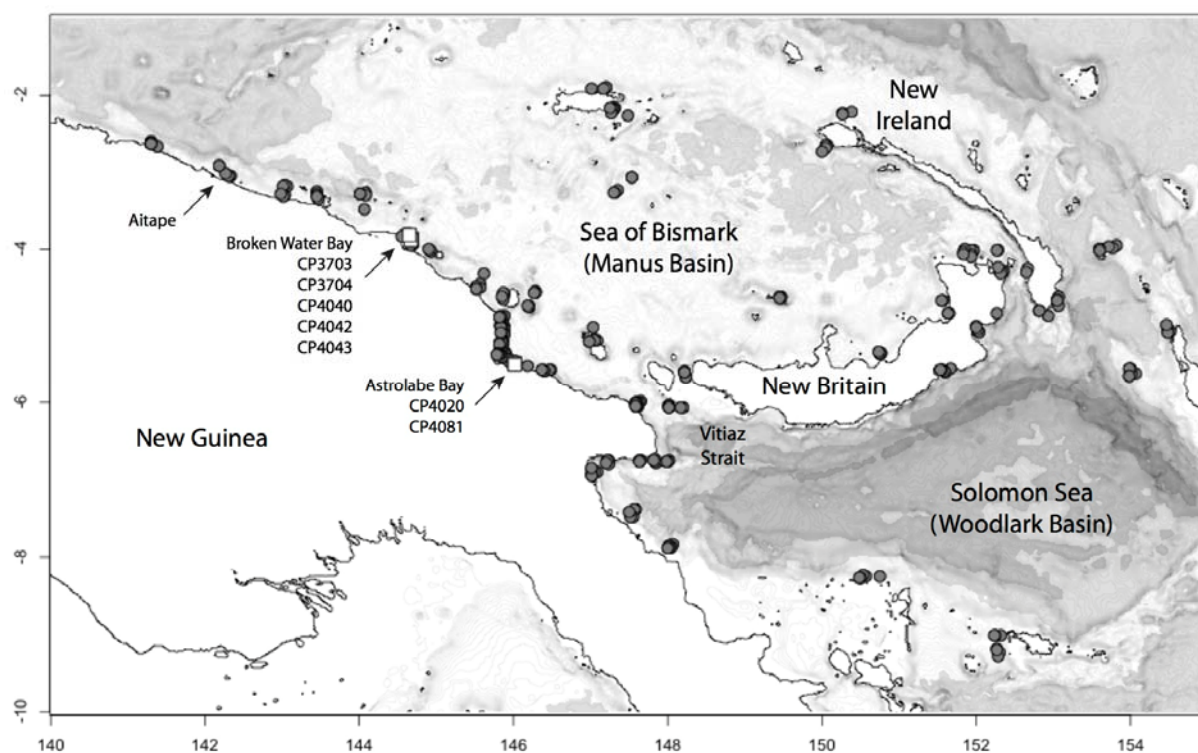 -2
-4
-6
-8
-10
140
142
144
146
148
150
152
154
New
Ireland
Aitape
Sea of Bismark
(Manus Basin)
Broken Water Bay
CP3703
CP3704
CP4040
CP4042
CP4043
Astrolabe Bay
CP4020
CP4081
New Britain
New Guinea
Vitiaz
Strait
Solomon Sea
(Woodlark Basin)